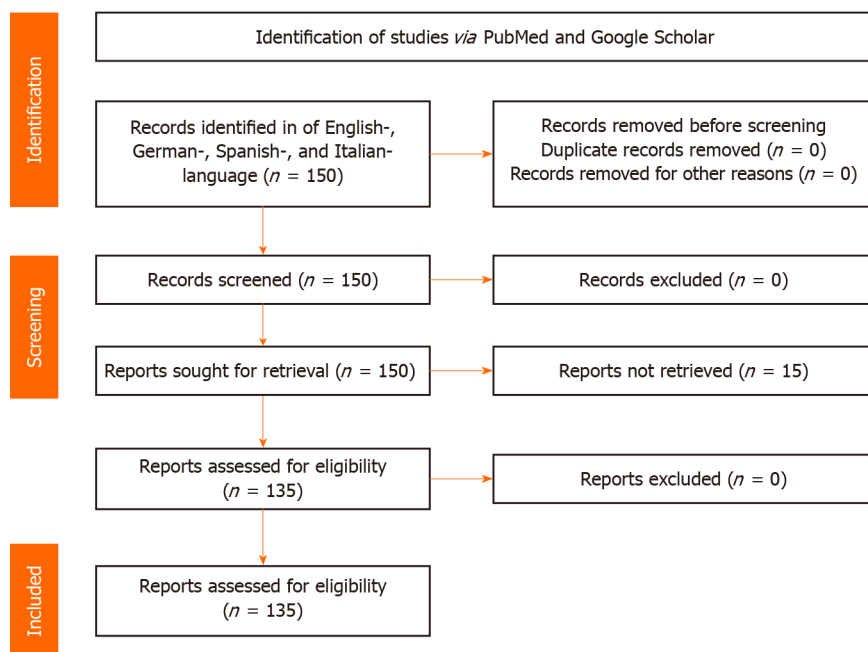 Identification
Identification of studies via PubMed and Google Scholar
Records identified in of English-,
German-, Spanish-, and Italian-
language (n = 150)
Records removed before screening
Duplicate records removed (n = 0)
Records removed for other reasons (n = 0)
Screening
Records screened (n = 150)
Records excluded (n = 0)
Reports sought for retrieval (n = 150)
Reports not retrieved (n = 15)
Reports assessed for eligibility
(n = 135)
Reports excluded (n = 0)
Included
Reports assessed for eligibility
(n = 135)